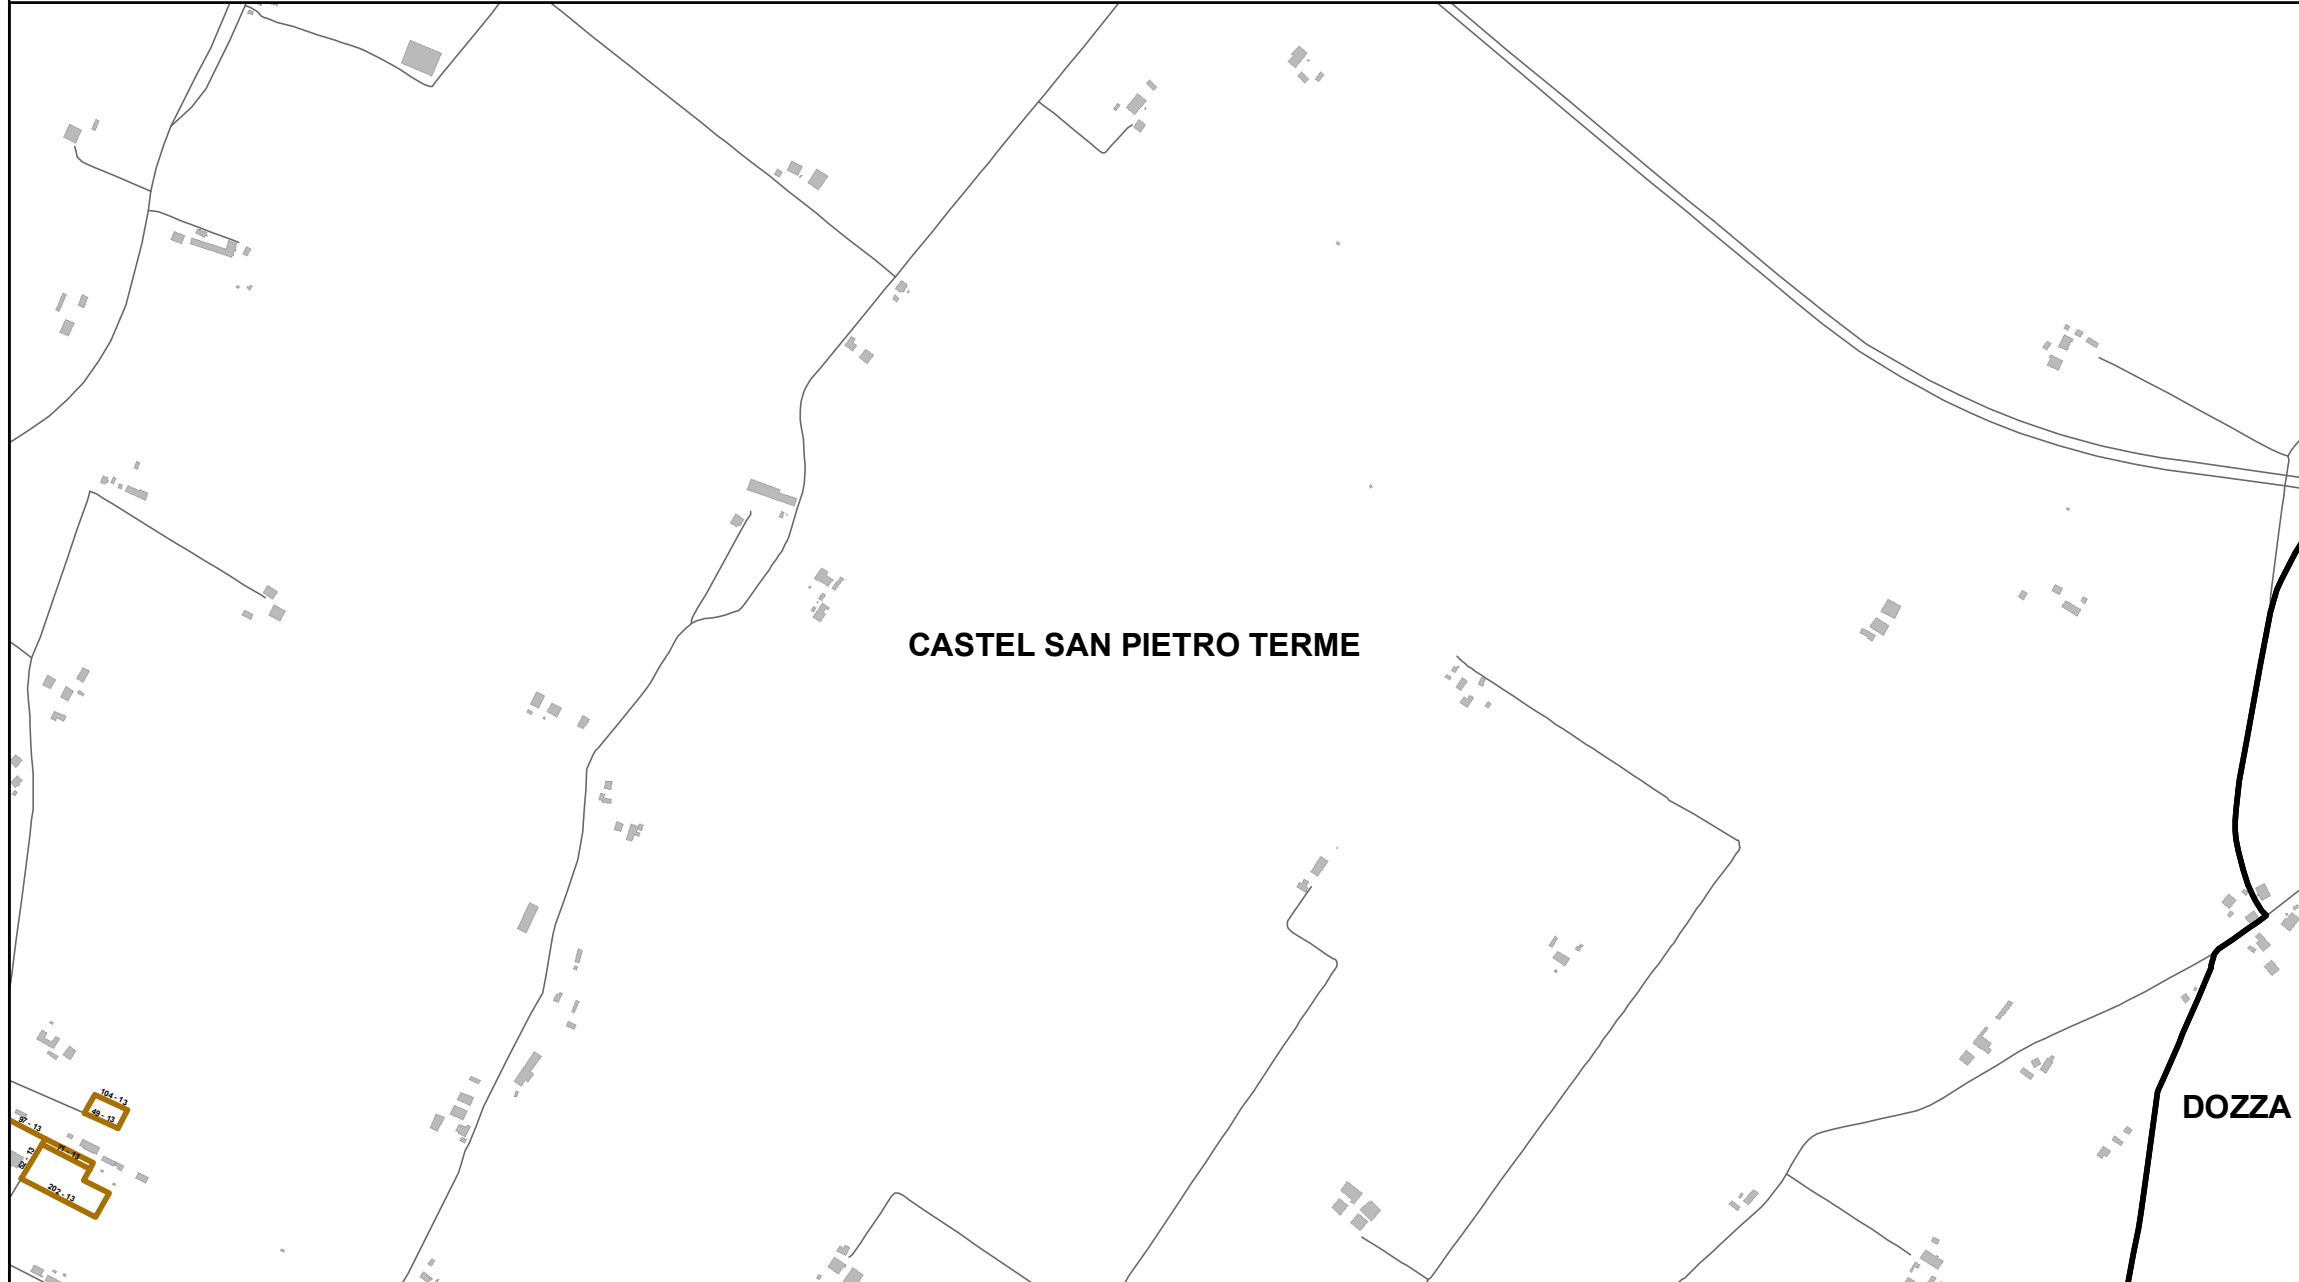 CASTEL SAN PIETRO TERME
104 - 13
49 - 13
DOZZA
97 - 13
71 - 13
202 - 13